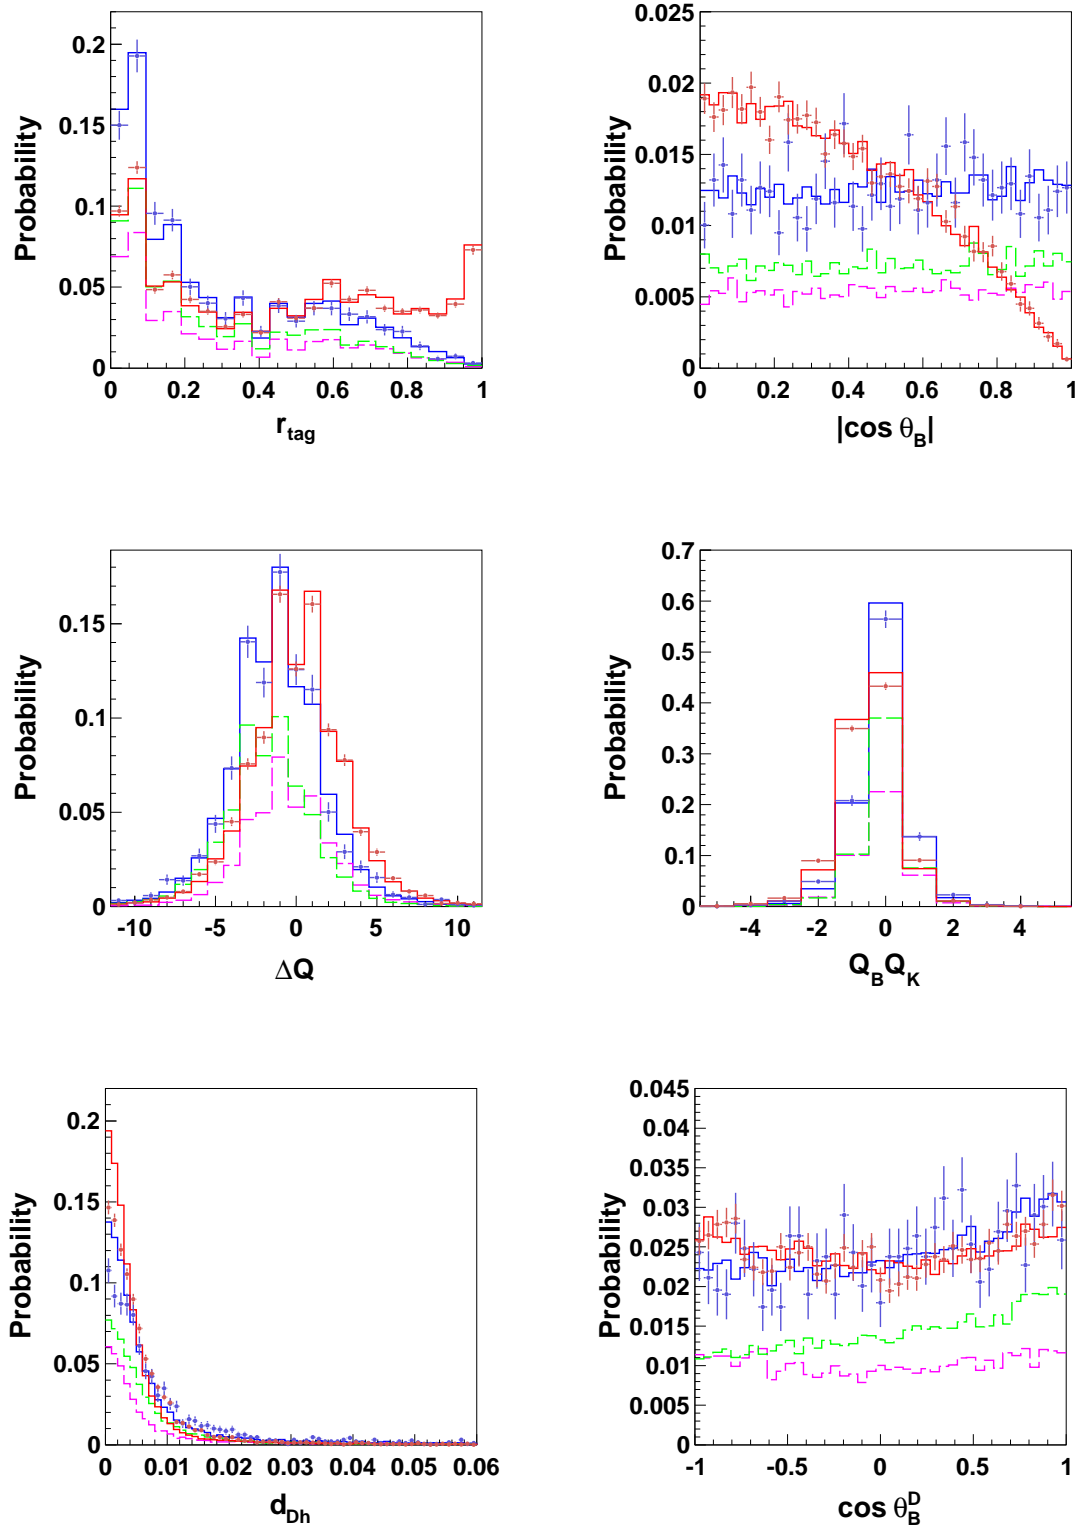 Probability
0.2
0.15
0.1
0.05
0
0 0.2 0.4 0.6 0.8 1
r_tag
Probability
0.025
0.02
0.015
0.01
0.005
0
0 0.2 0.4 0.6 0.8 1
|cos θ_B|
Probability
0.15
0.1
0.05
0
-10 -5 0 5 10
ΔQ
Probability
0.7
0.6
0.5
0.4
0.3
0.2
0.1
0
-4 -2 0 2 4
Q_B Q_K
Probability
0.2
0.15
0.1
0.05
0
0 0.01 0.02 0.03 0.04 0.05 0.06
d_Dh
Probability
0.045
0.04
0.035
0.03
0.025
0.02
0.015
0.01
0.005
0
-1 -0.5 0 0.5 1
cos θ_B^D